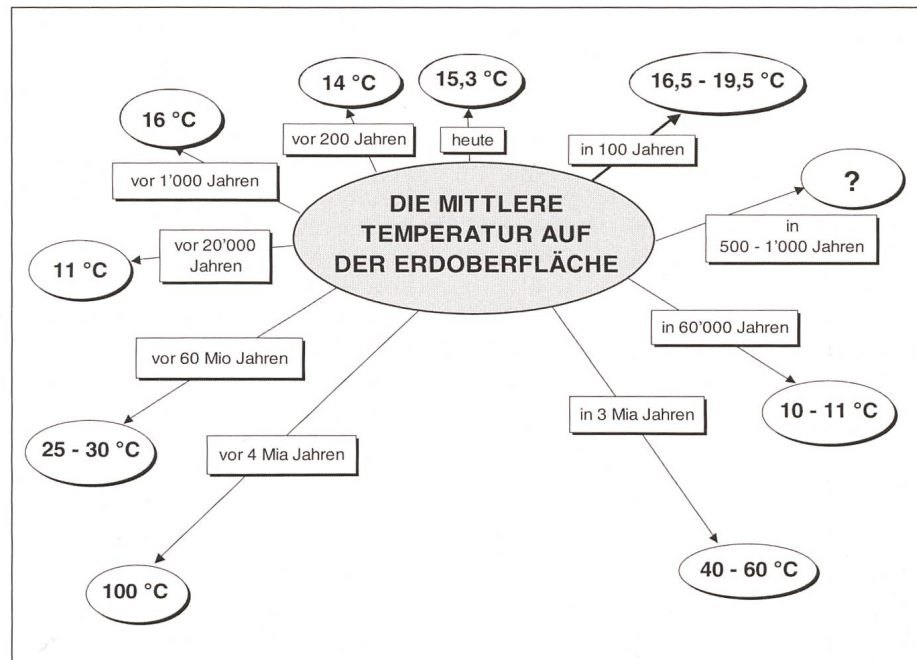 14 °C
15,3 °C
16,5 - 19,5 °C
16 °C
vor 200 Jahren
heute
in 100 Jahren
vor 1'000 Jahren
?
DIE MITTLERE
TEMPERATUR AUF
DER ERDOBERFLÄCHE
in
500 - 1'000 Jahren
vor 20'000
Jahren
11 °C
in 60'000 Jahren
vor 60 Mio Jahren
10 - 11 °C
in 3 Mia Jahren
25 - 30 °C
vor 4 Mia Jahren
100 °C
40 - 60 °C